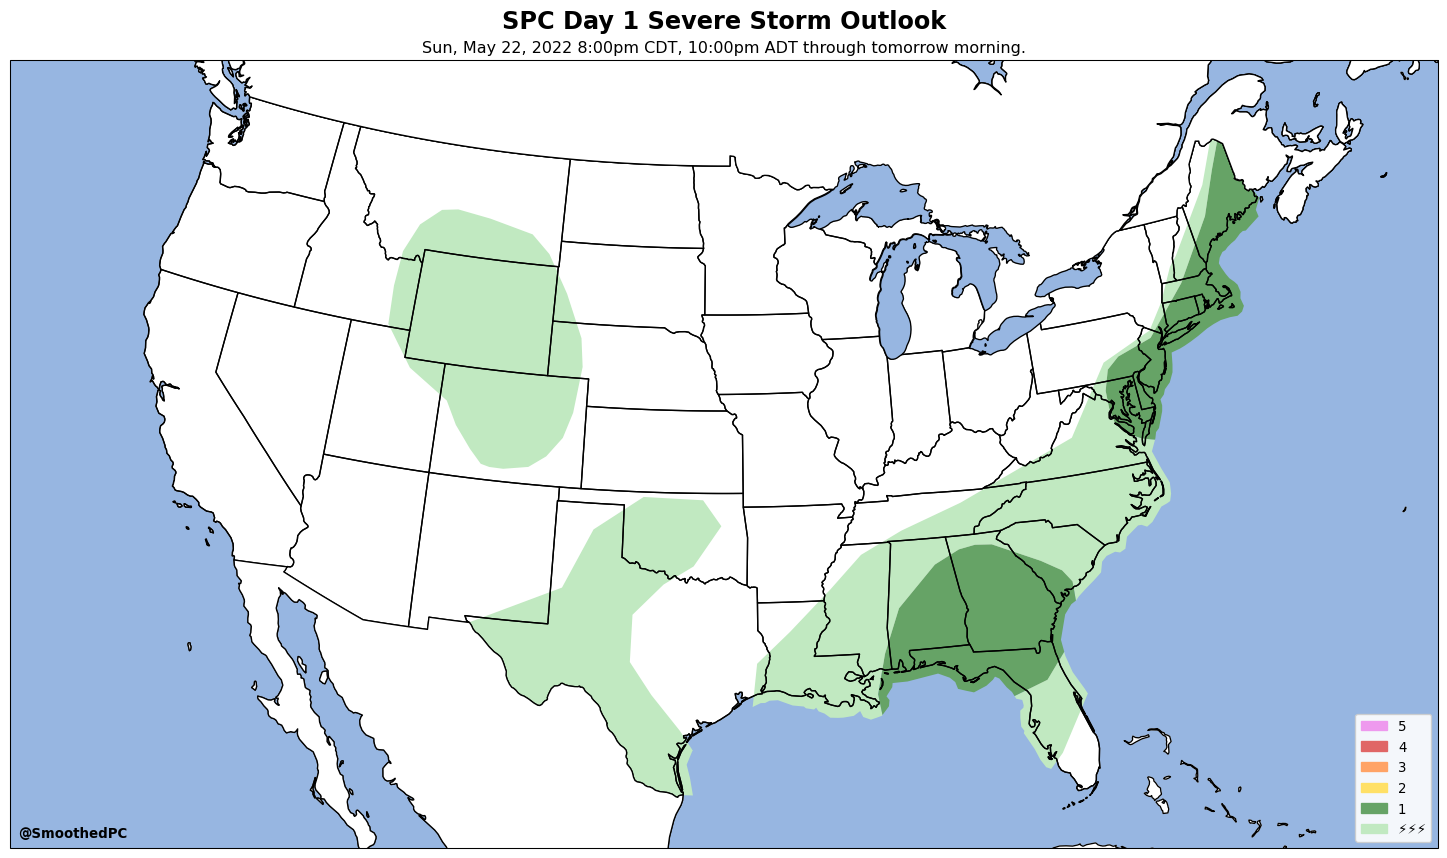 SPC Day 1 Severe Storm Outlook
Sun, May 22, 2022 8:00pm CDT, 10:00pm ADT through tomorrow morning.
5
4
3
2
1
⚡⚡⚡
@SmoothedPC